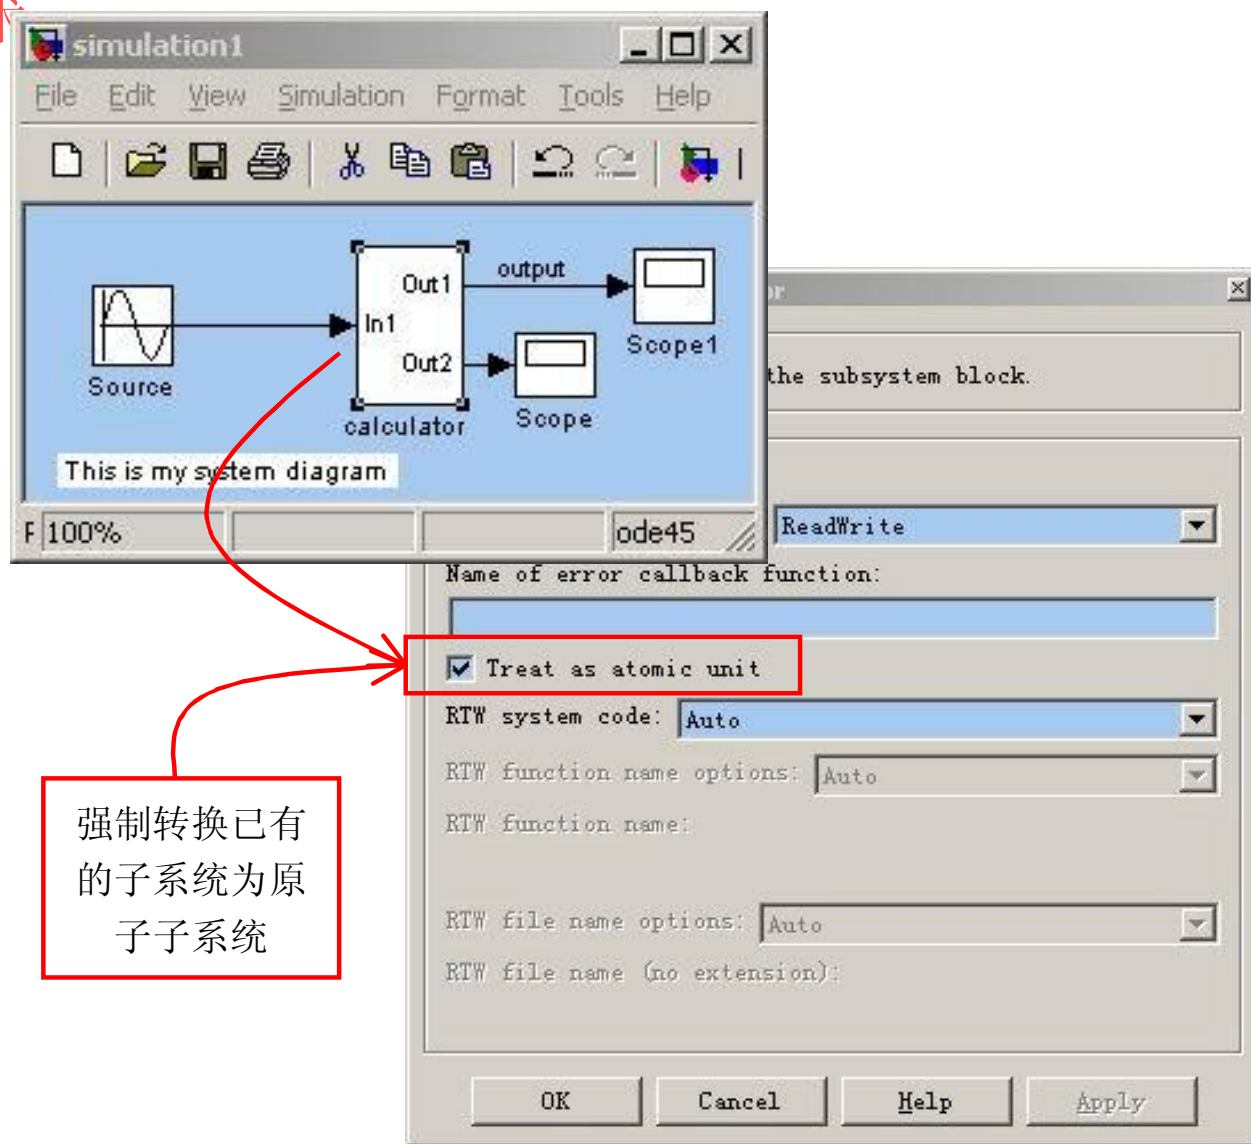 simulation1
File Edit View Simulation Format Tools Help
Out1
output
In1
Out2
Source
calculator
Scope
Scope1
This is my system diagram
F 100%
ode45
the subsystem block.
ReadWrite
Name of error callback function:
Treat as atomic unit
RTW system code: Auto
RTW function name options: Auto
RTW function name:
RTW file name options: Auto
RTW file name (no extension):
OK Cancel Help Apply
强制转换已有
的子系统为原
子子系统